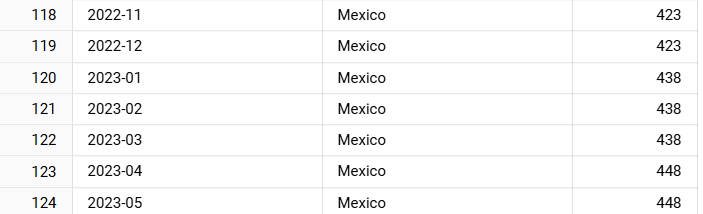 118 2022-11 Mexico 423
119 2022-12 Mexico 423
120 2023-01 Mexico 438
121 2023-02 Mexico 438
122 2023-03 Mexico 438
123 2023-04 Mexico 448
124 2023-05 Mexico 448